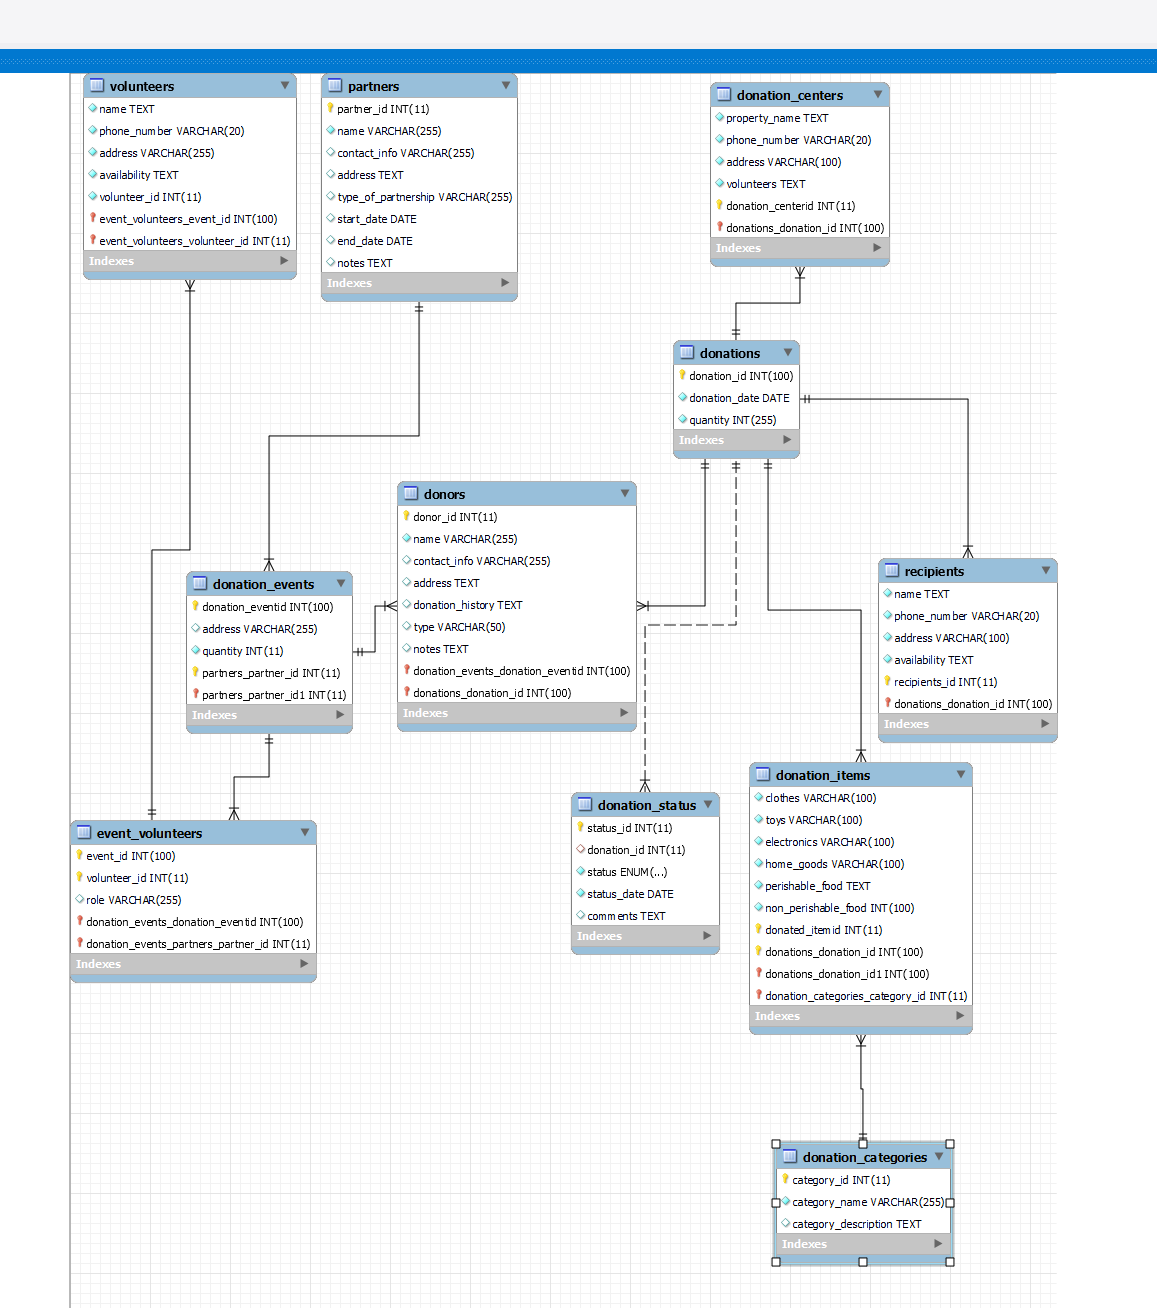 volunteers
name TEXT
phone_number VARCHAR(20)
address VARCHAR(255)
availability TEXT
volunteer_id INT(11)
event_volunteers_event_id INT(100)
event_volunteers_volunteer_id INT(11)
Indexes
partners
partner_id INT(11)
name VARCHAR(255)
contact_info VARCHAR(255)
address TEXT
type_of_partnership VARCHAR(255)
start_date DATE
end_date DATE
notes TEXT
Indexes
donation_centers
property_name TEXT
phone_number VARCHAR(20)
address VARCHAR(100)
volunteers TEXT
donation_centerid INT(11)
donations_donation_id INT(100)
Indexes
donations
donation_id INT(100)
donation_date DATE
quantity INT(255)
Indexes
donors
donor_id INT(11)
name VARCHAR(255)
contact_info VARCHAR(255)
address TEXT
donation_history TEXT
type VARCHAR(50)
notes TEXT
donation_events_donation_eventid INT(100)
donations_donation_id INT(100)
Indexes
donation_events
donation_eventid INT(100)
address VARCHAR(255)
quantity INT(11)
partners_partner_id INT(11)
partners_partner_id1 INT(11)
Indexes
recipients
name TEXT
phone_number VARCHAR(20)
address VARCHAR(100)
availability TEXT
recipients_id INT(11)
donations_donation_id INT(100)
Indexes
event_volunteers
event_id INT(100)
volunteer_id INT(11)
role VARCHAR(255)
donation_events_donation_eventid INT(100)
donation_events_partners_partner_id INT(11)
Indexes
donation_status
status_id INT(11)
donation_id INT(11)
status ENUM(...)
status_date DATE
comments TEXT
Indexes
donation_items
clothes VARCHAR(100)
toys VARCHAR(100)
electronics VARCHAR(100)
home_goods VARCHAR(100)
perishable_food TEXT
non_perishable_food INT(100)
donated_itemid INT(11)
donations_donation_id INT(100)
donations_donation_id1 INT(100)
donation_categories_category_id INT(11)
Indexes
donation_categories
category_id INT(11)
category_name VARCHAR(255)
category_description TEXT
Indexes